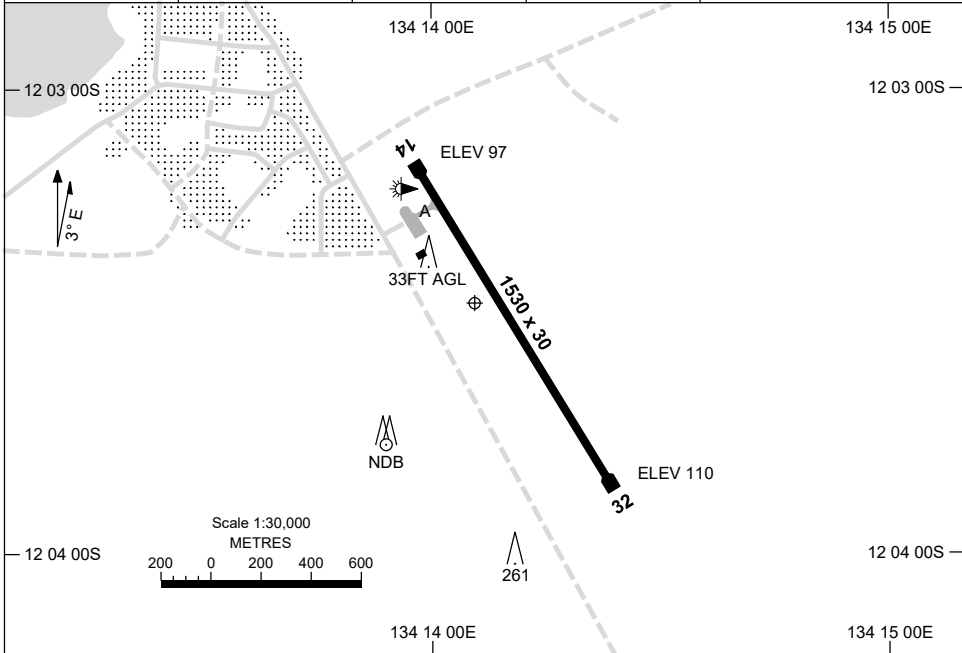 134 14 00E
134 15 00E
12 03 00S
12 03 00S
14
ELEV 97
3° E
A
33FT AGL
1530 x 30
NDB
ELEV 110
32
Scale 1:30,000
METRES
200 0 200 400 600
12 04 00S
12 04 00S
261
134 14 00E
134 15 00E